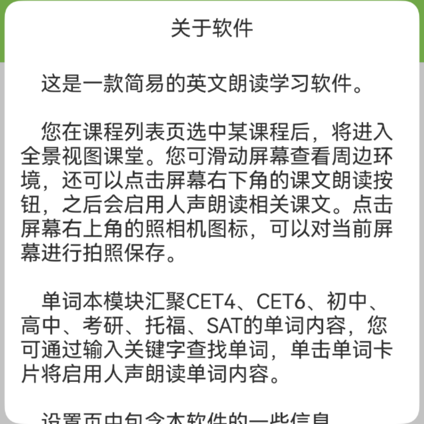 关于软件
这是一款简易的英文朗读学习软件。
您在课程列表页选中某课程后，将进入
全景视图课堂。您可滑动屏幕查看周边环
境，还可以点击屏幕右下角的课文朗读按
钮，之后会启用人声朗读相关课文。点击
屏幕右上角的照相机图标，可以对当前屏
幕进行拍照保存。
单词本模块汇聚CET4、CET6、初中、
高中、考研、托福、SAT的单词内容，您
可通过输入关键字查找单词，单击单词卡
片将启用人声朗读单词内容。
设置页中包含本软件的一些信息